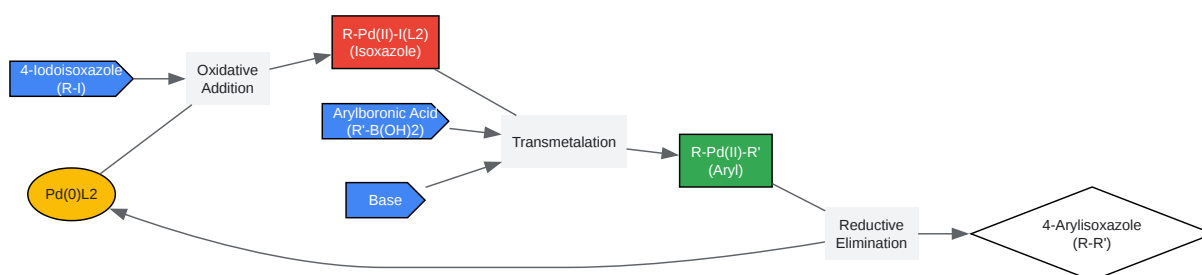 4-Iodoisoxazole
(R-I)
Oxidative
Addition
R-Pd(II)-I(L2)
(Isoxazole)
Pd(0)L2
Arylboronic Acid
(R'-B(OH)2)
Base
Transmetalation
R-Pd(II)-R'
(Aryl)
Reductive
Elimination
4-Arylisoxazole
(R-R')